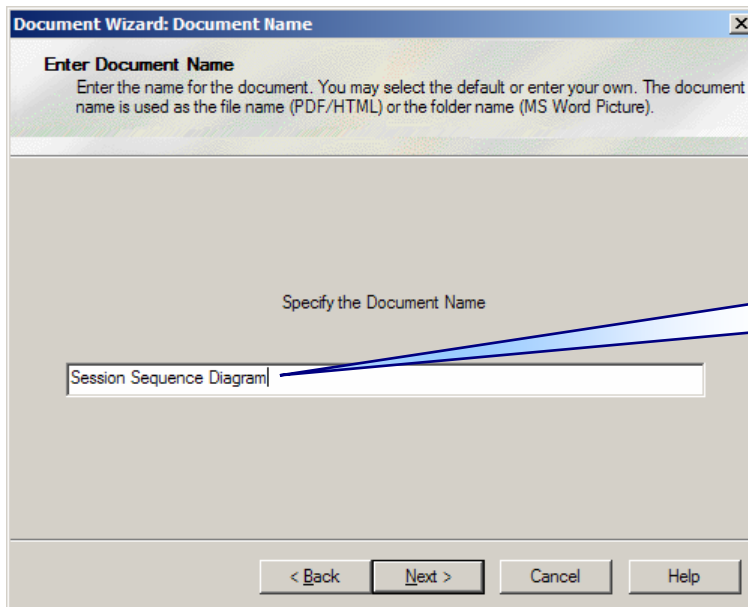 Document Wizard: Document Name
Enter Document Name
Enter the name for the document. You may select the default or enter your own. The document
name is used as the file name (PDF/HTML) or the folder name (MS Word Picture).
Specify the Document Name
Session Sequence Diagram
< Back
Next >
Cancel
Help